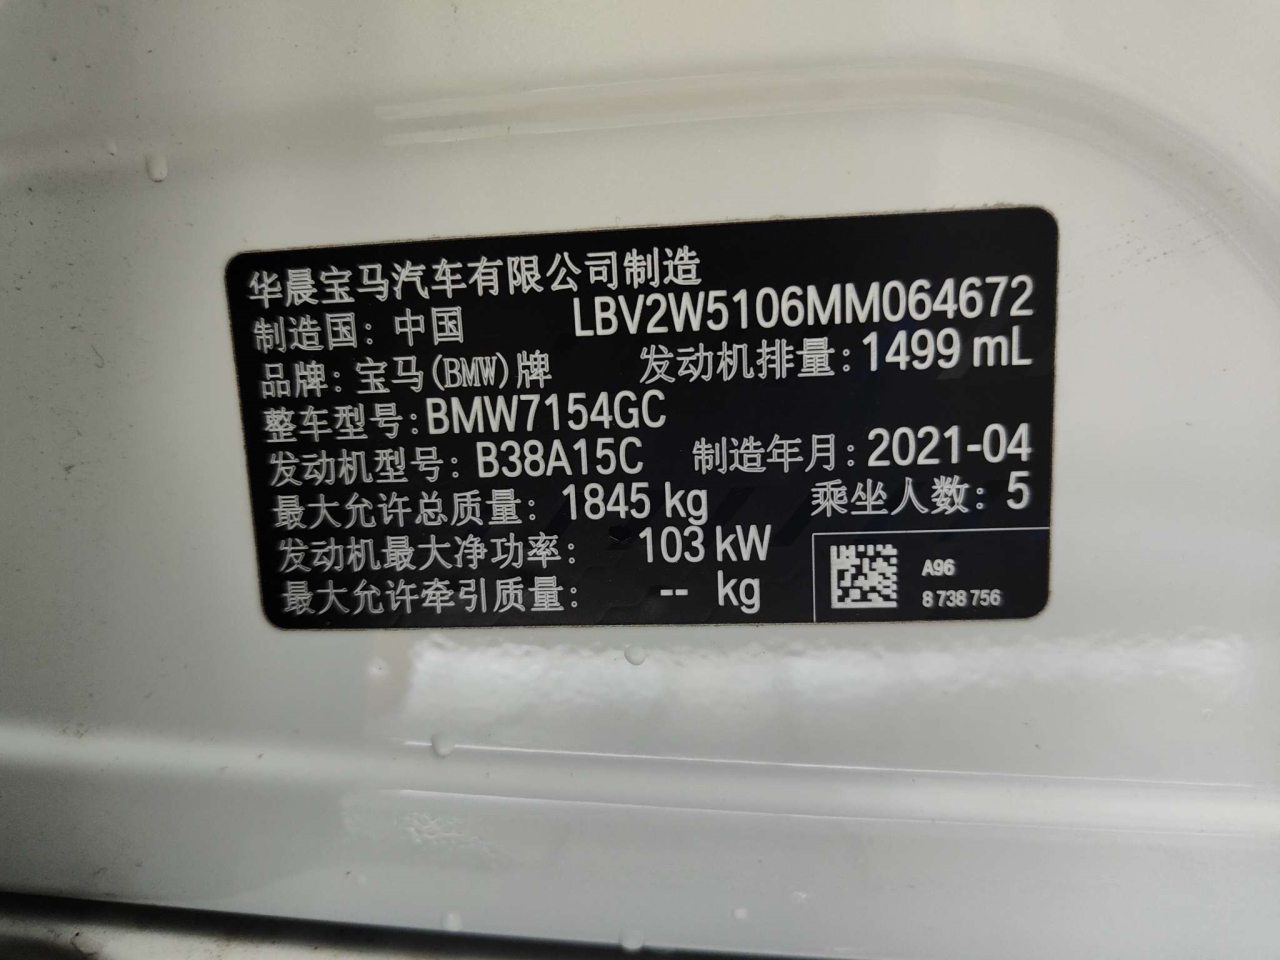 华晨宝马汽车有限公司制造
制造国：中国 LBV2W5106MM064672
品牌：宝马(BMW)牌 发动机排量：1499 mL
整车型号：BMW7154GC
发动机型号：B38A15C 制造年月：2021-04
最大允许总质量：1845 kg 乘坐人数：5
发动机最大净功率：103 kW
最大允许牵引质量：-- kg
A96
8 738 756